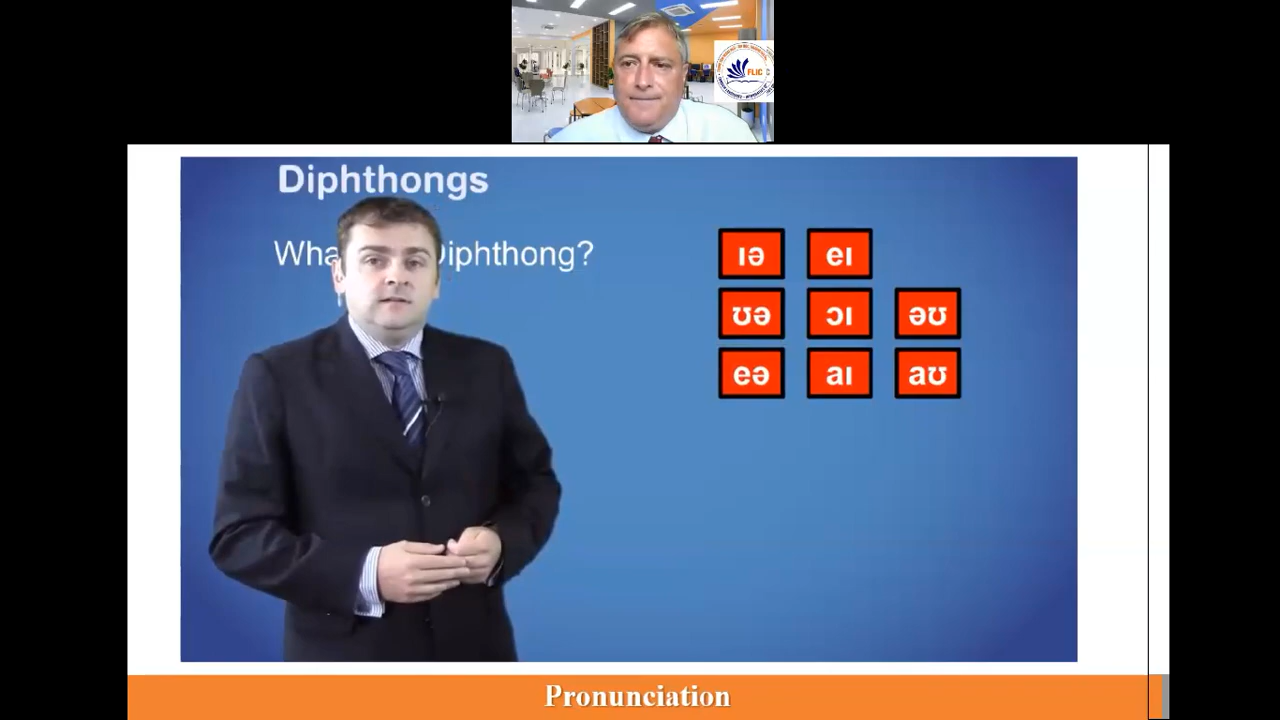 FLIC
Diphthongs
Wha Diphthong?
ɪə eɪ
ʊə ɔɪ əʊ
eə aɪ aʊ
Pronunciation